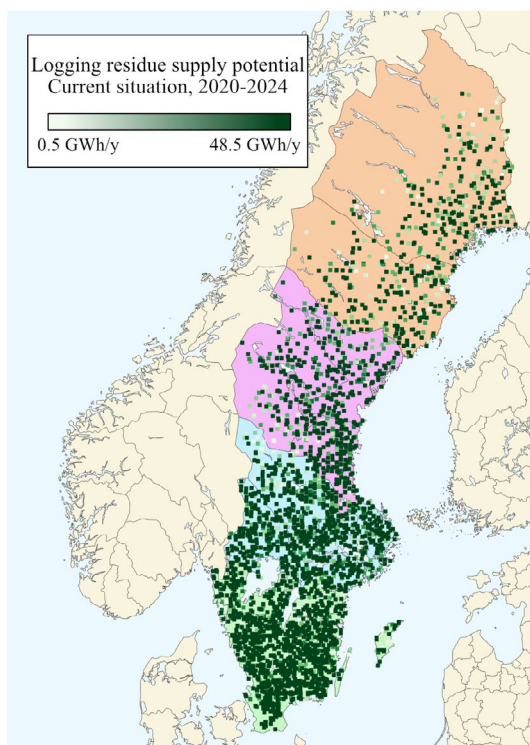 Logging residue supply potential
Current situation, 2020-2024
0.5 GWh/y 48.5 GWh/y